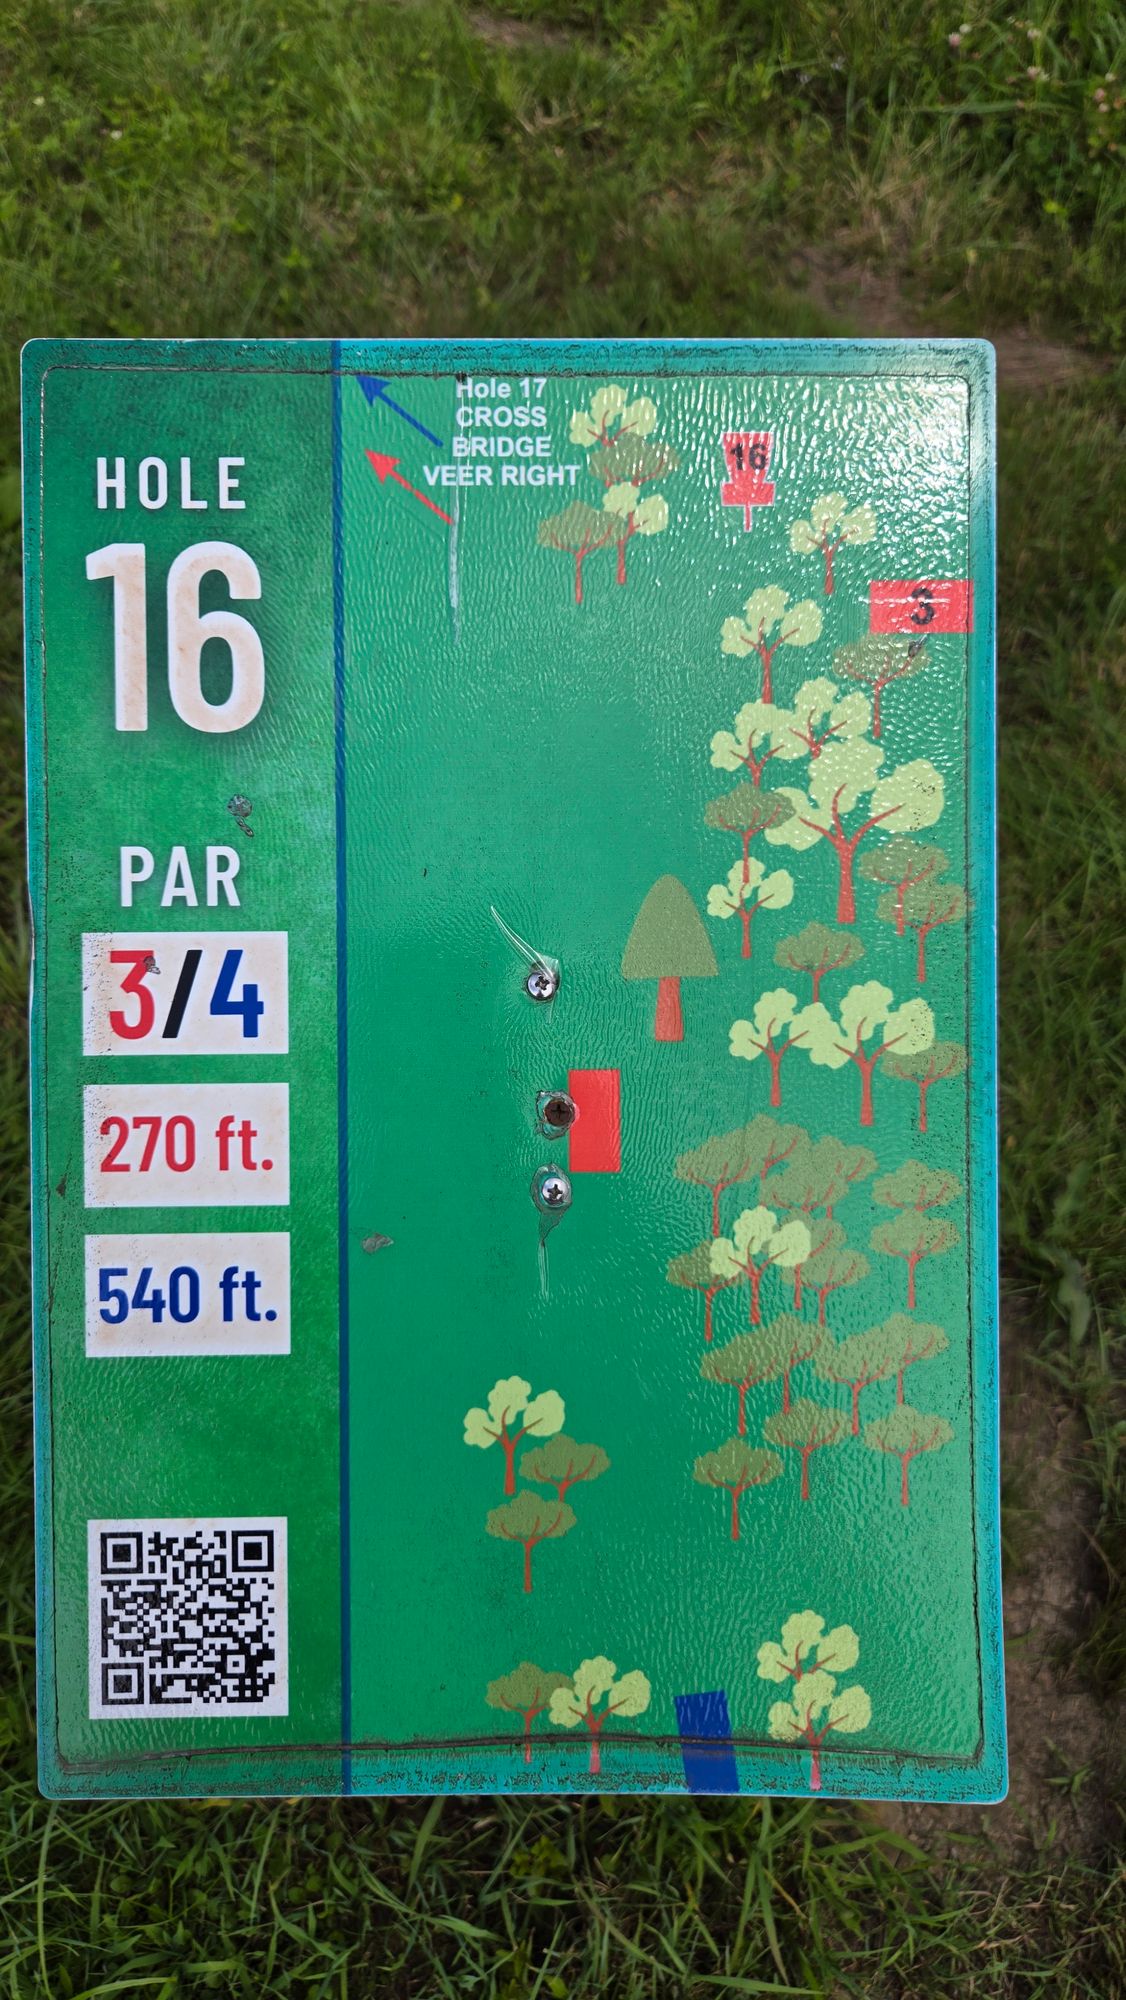 HOLE
16
PAR
3/4
270 ft.
540 ft.
Hole 17
CROSS
BRIDGE
VEER RIGHT
16
3